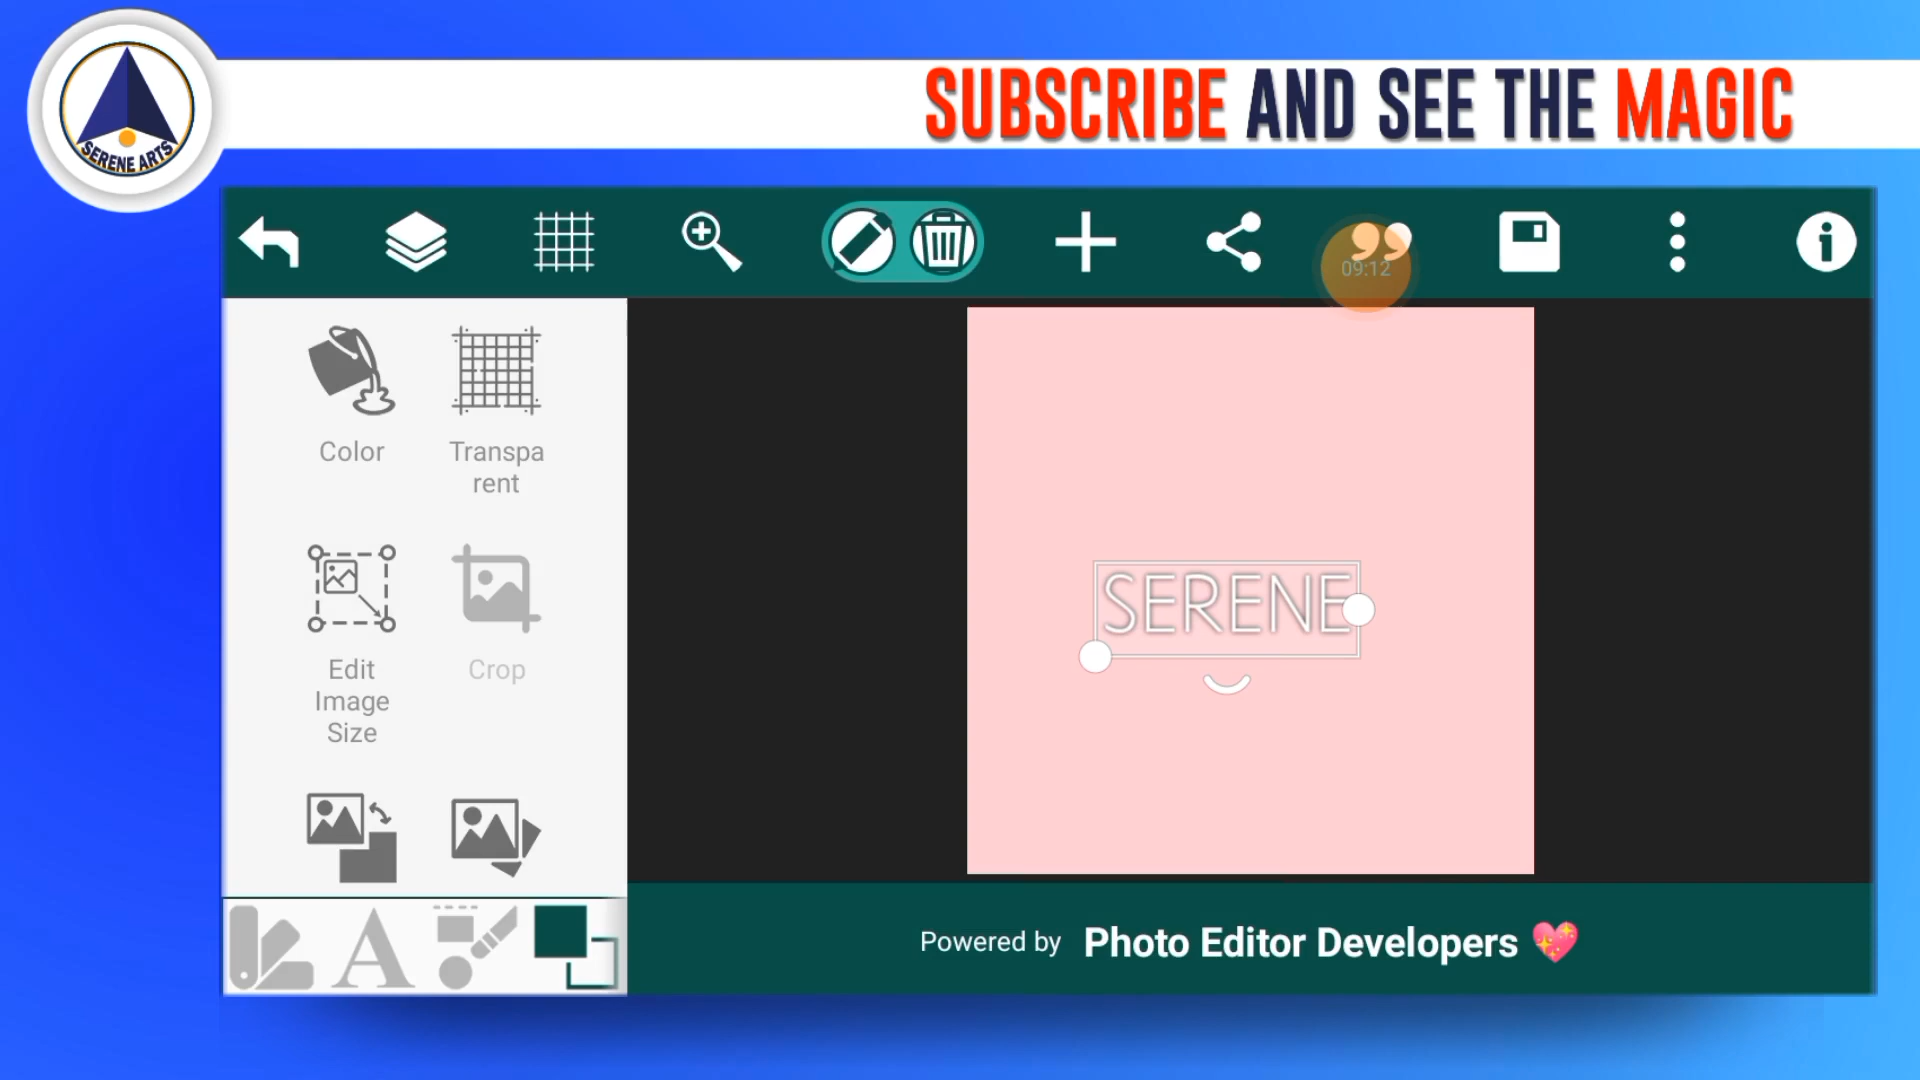 SUBSCRIBE AND SEE THE MAGIC
SERENE ARTS
09:12
Color
Transpa
rent
Edit
Image
Size
Crop
SERENE
Powered by Photo Editor Developers 💖